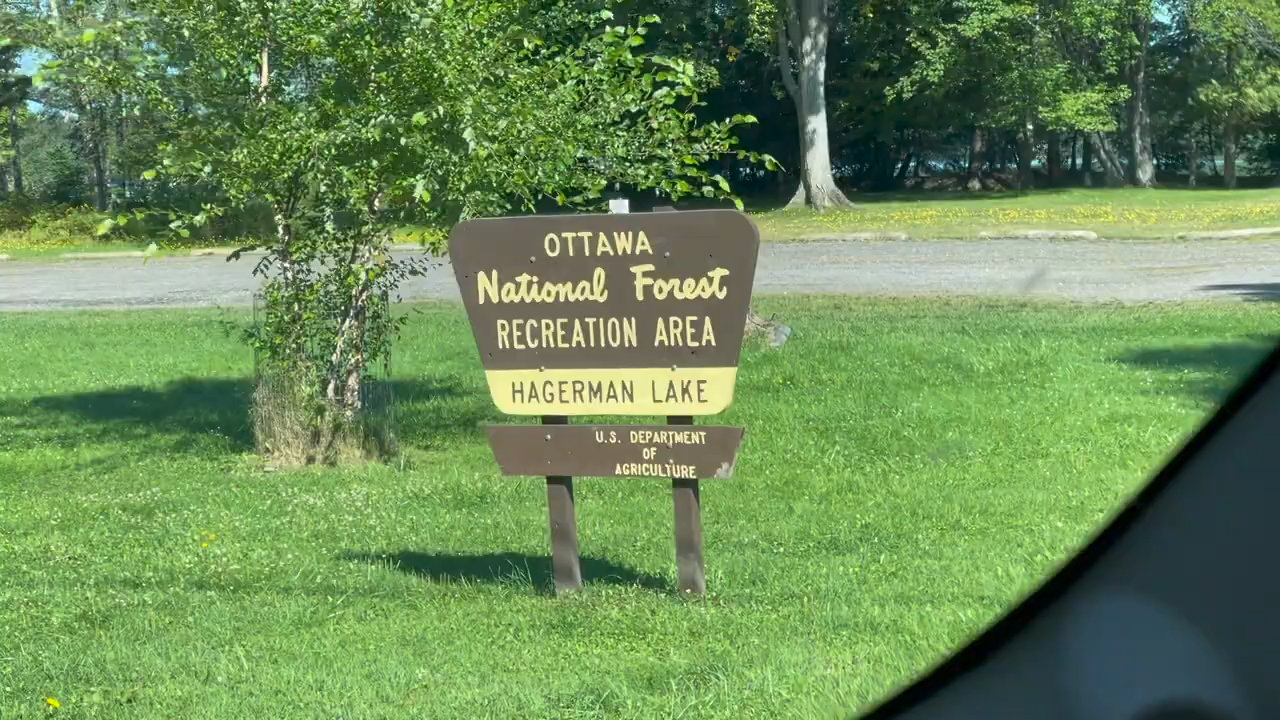 OTTAWA
National Forest
RECREATION AREA
HAGERMAN LAKE
U.S. DEPARTMENT
OF
AGRICULTURE